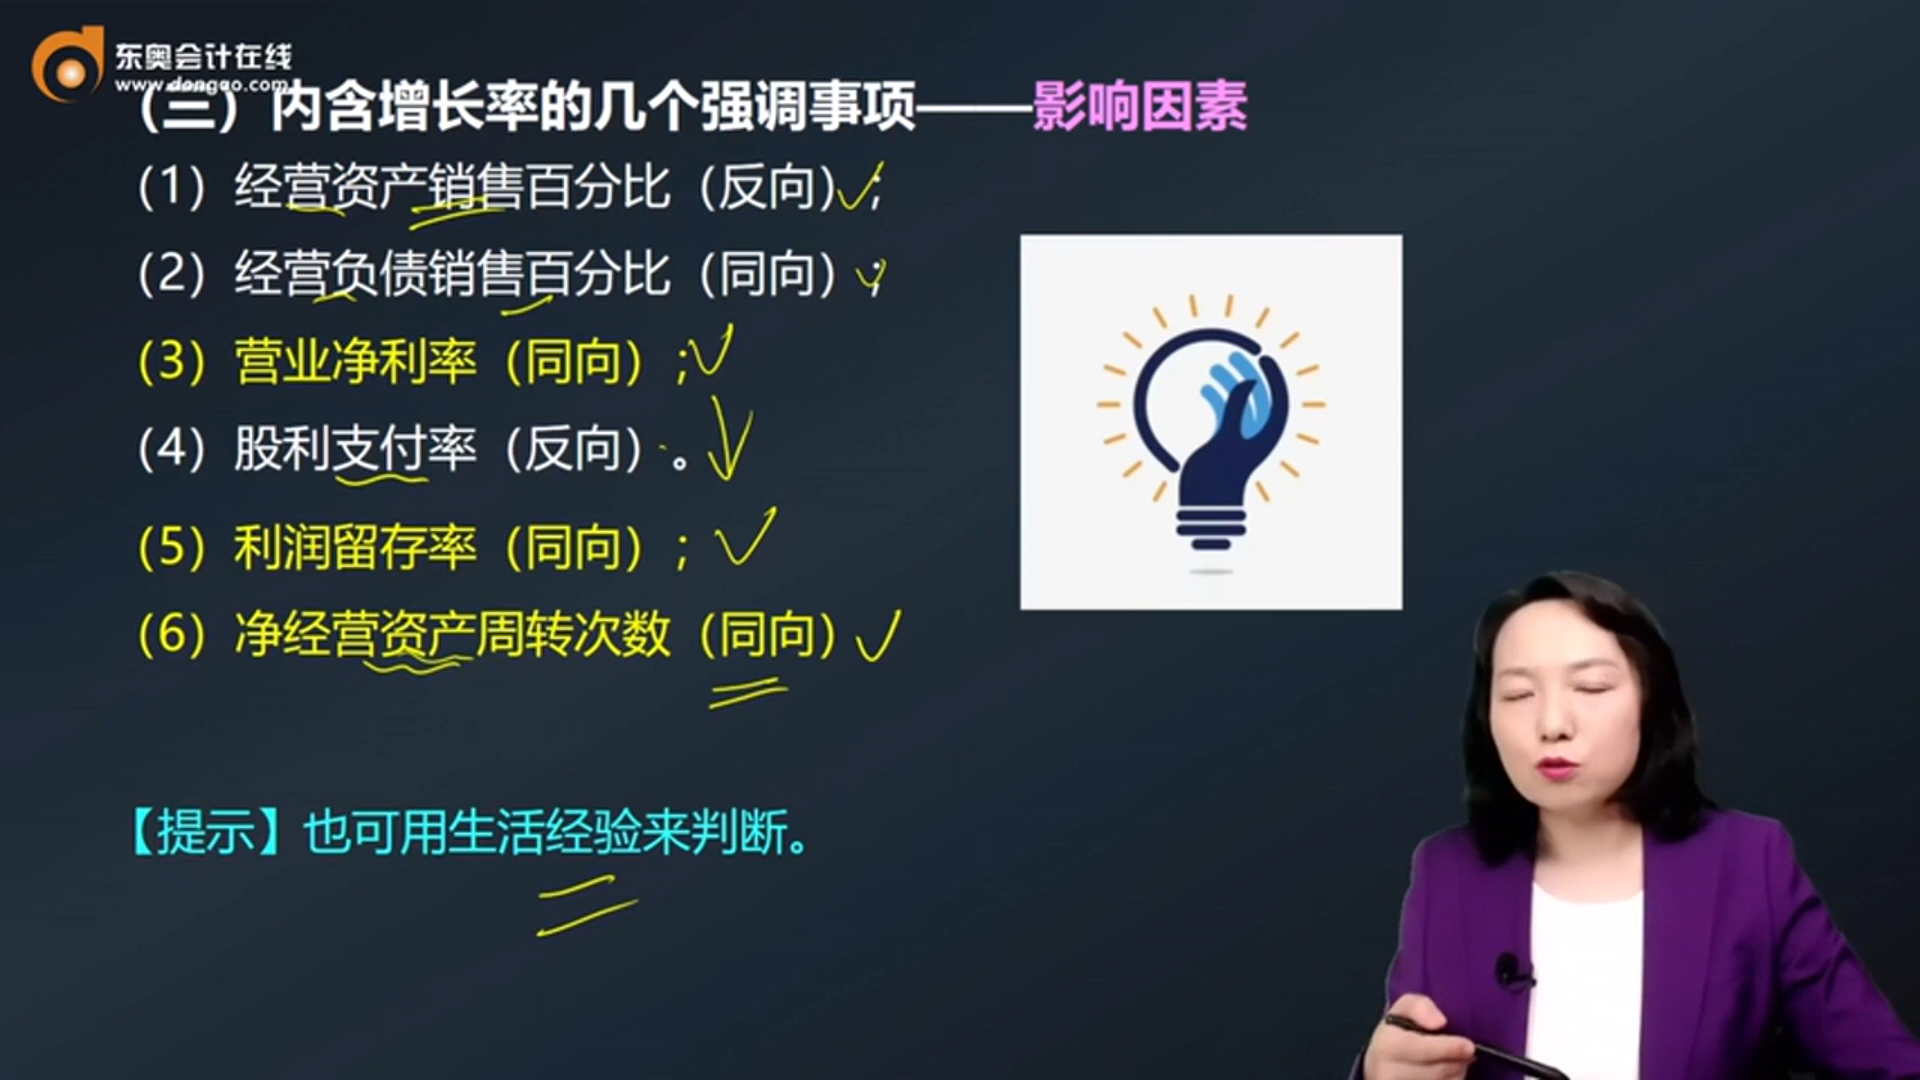 东奥会计在线
www.dongao.com
（三）内含增长率的几个强调事项——影响因素
（1）经营资产销售百分比（反向）；
（2）经营负债销售百分比（同向）；
（3）营业净利率（同向）；
（4）股利支付率（反向）。
（5）利润留存率（同向）；
（6）净经营资产周转次数（同向）
【提示】也可用生活经验来判断。